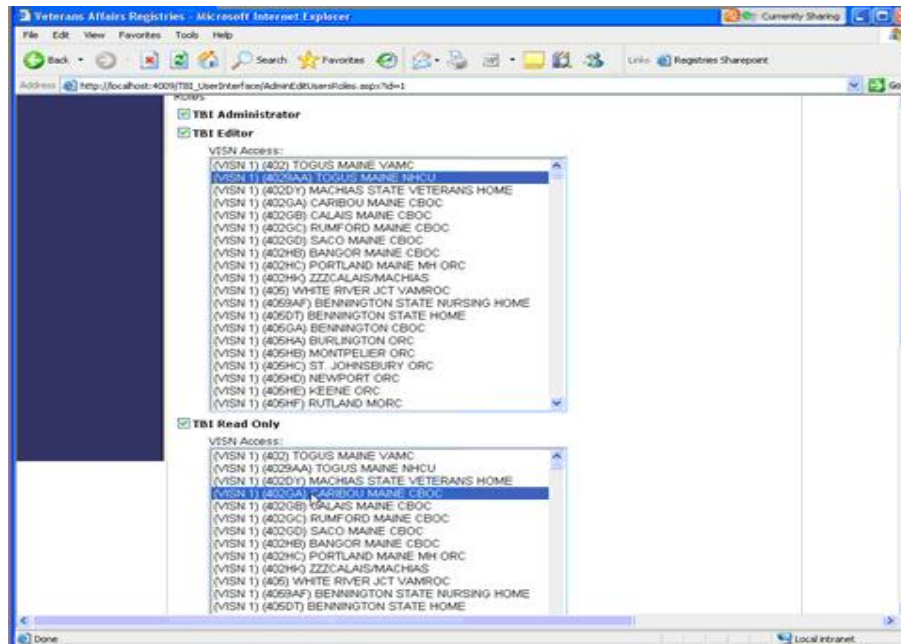 Veterans Affairs Registries - Microsoft Internet Explorer
Currently Sharing
File Edit View Favorites Tools Help
Back Search Favorites Links Registries Sharepoint
Address http://localhost:4009/TBI_UserInterface/AdminEditUsersRoles.aspx?id=1 Go
Roles
TBI Administrator
TBI Editor
VISN Access:
(VISN 1) (402) TOGUS MAINE VAMC
(VISN 1) (4029AA) TOGUS MAINE NHCU
(VISN 1) (402DY) MACHIAS STATE VETERANS HOME
(VISN 1) (402GA) CARIBOU MAINE CBOC
(VISN 1) (402GB) CALAIS MAINE CBOC
(VISN 1) (402GC) RUMFORD MAINE CBOC
(VISN 1) (402GD) SACO MAINE CBOC
(VISN 1) (402HB) BANGOR MAINE CBOC
(VISN 1) (402HC) PORTLAND MAINE MH ORC
(VISN 1) (402HK) ZZZCALAIS/MACHIAS
(VISN 1) (405) WHITE RIVER JCT VAMROC
(VISN 1) (4059AF) BENNINGTON STATE NURSING HOME
(VISN 1) (405DT) BENNINGTON STATE HOME
(VISN 1) (405GA) BENNINGTON CBOC
(VISN 1) (405HA) BURLINGTON ORC
(VISN 1) (405HB) MONTPELIER ORC
(VISN 1) (405HC) ST. JOHNSBURY ORC
(VISN 1) (405HD) NEWPORT ORC
(VISN 1) (405HE) KEENE ORC
(VISN 1) (405HF) RUTLAND MORC
TBI Read Only
VISN Access:
(VISN 1) (402) TOGUS MAINE VAMC
(VISN 1) (4029AA) TOGUS MAINE NHCU
(VISN 1) (402DY) MACHIAS STATE VETERANS HOME
(VISN 1) (402GA) CARIBOU MAINE CBOC
(VISN 1) (402GB) CALAIS MAINE CBOC
(VISN 1) (402GC) RUMFORD MAINE CBOC
(VISN 1) (402GD) SACO MAINE CBOC
(VISN 1) (402HB) BANGOR MAINE CBOC
(VISN 1) (402HC) PORTLAND MAINE MH ORC
(VISN 1) (402HK) ZZZCALAIS/MACHIAS
(VISN 1) (405) WHITE RIVER JCT VAMROC
(VISN 1) (4059AF) BENNINGTON STATE NURSING HOME
(VISN 1) (405DT) BENNINGTON STATE HOME
Done Local intranet